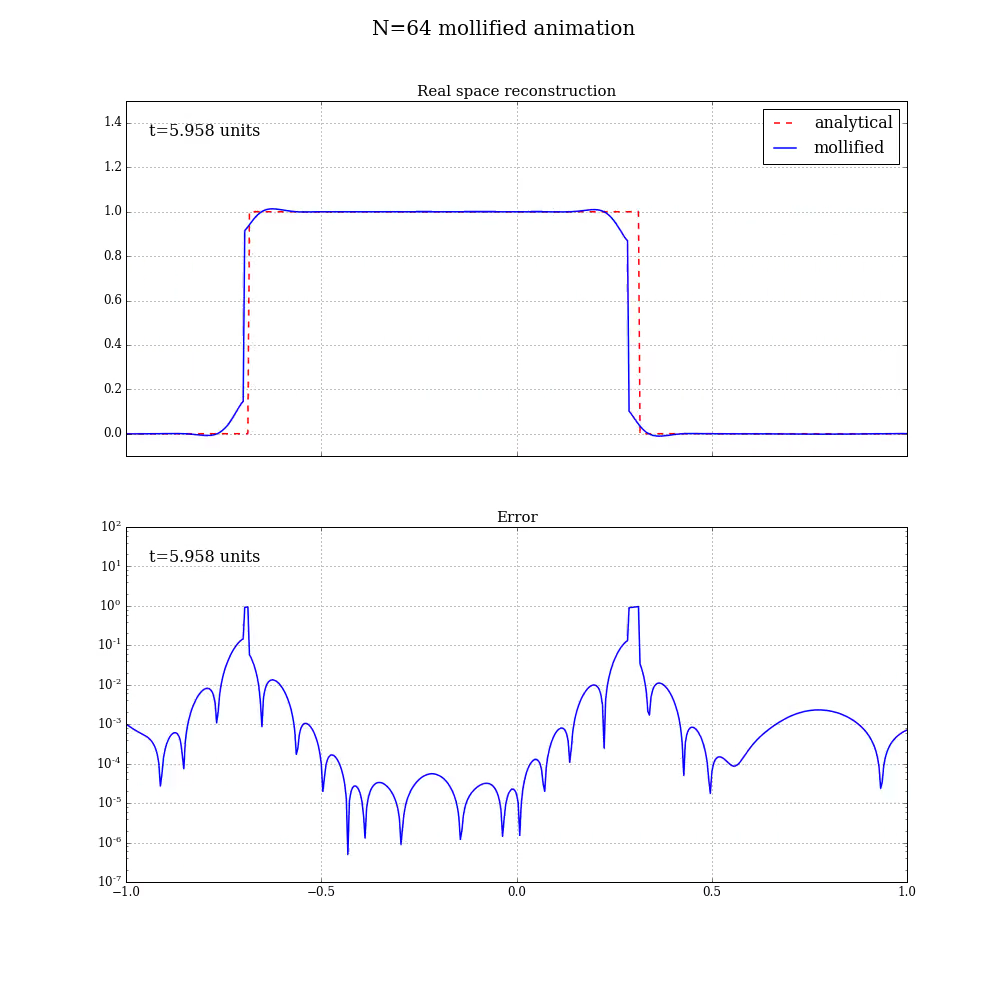 N=64 mollified animation
Real space reconstruction
t=5.958 units
analytical
mollified
1.4
1.2
1.0
0.8
0.6
0.4
0.2
0.0
Error
t=5.958 units
10²
10¹
10⁰
10⁻¹
10⁻²
10⁻³
10⁻⁴
10⁻⁵
10⁻⁶
10⁻⁷
−1.0 −0.5 0.0 0.5 1.0